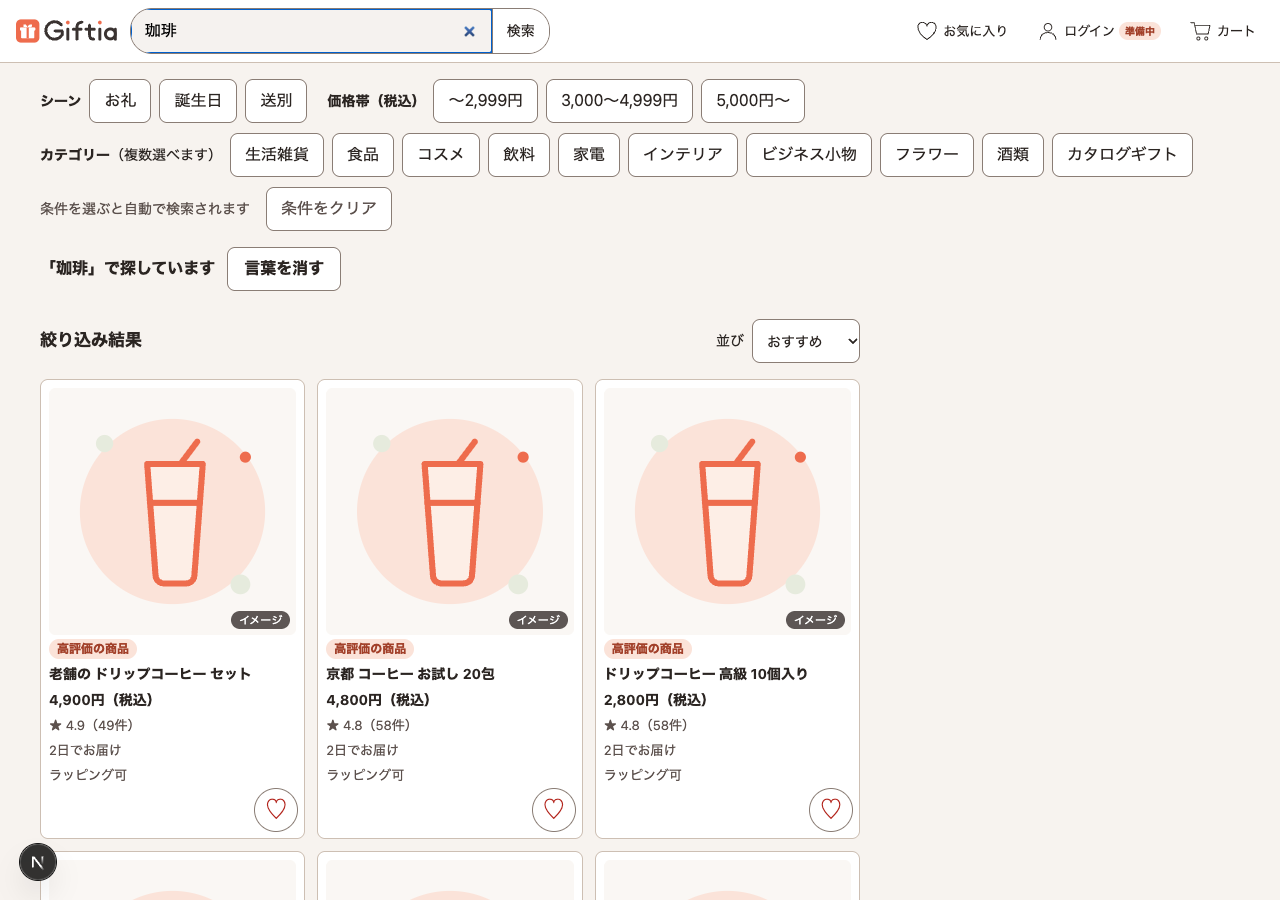 Giftia
珈琲
検索
お気に入り
ログイン 準備中
カート
シーン お礼 誕生日 送別 価格帯（税込） 〜2,999円 3,000〜4,999円 5,000円〜
カテゴリー（複数選べます） 生活雑貨 食品 コスメ 飲料 家電 インテリア ビジネス小物 フラワー 酒類 カタログギフト
条件を選ぶと自動で検索されます 条件をクリア
「珈琲」で探しています 言葉を消す
絞り込み結果
並び おすすめ
イメージ
高評価の商品
老舗の ドリップコーヒー セット
4,900円（税込）
★ 4.9（49件）
2日でお届け
ラッピング可
イメージ
高評価の商品
京都 コーヒー お試し 20包
4,800円（税込）
★ 4.8（58件）
2日でお届け
ラッピング可
イメージ
高評価の商品
ドリップコーヒー 高級 10個入り
2,800円（税込）
★ 4.8（58件）
2日でお届け
ラッピング可
N